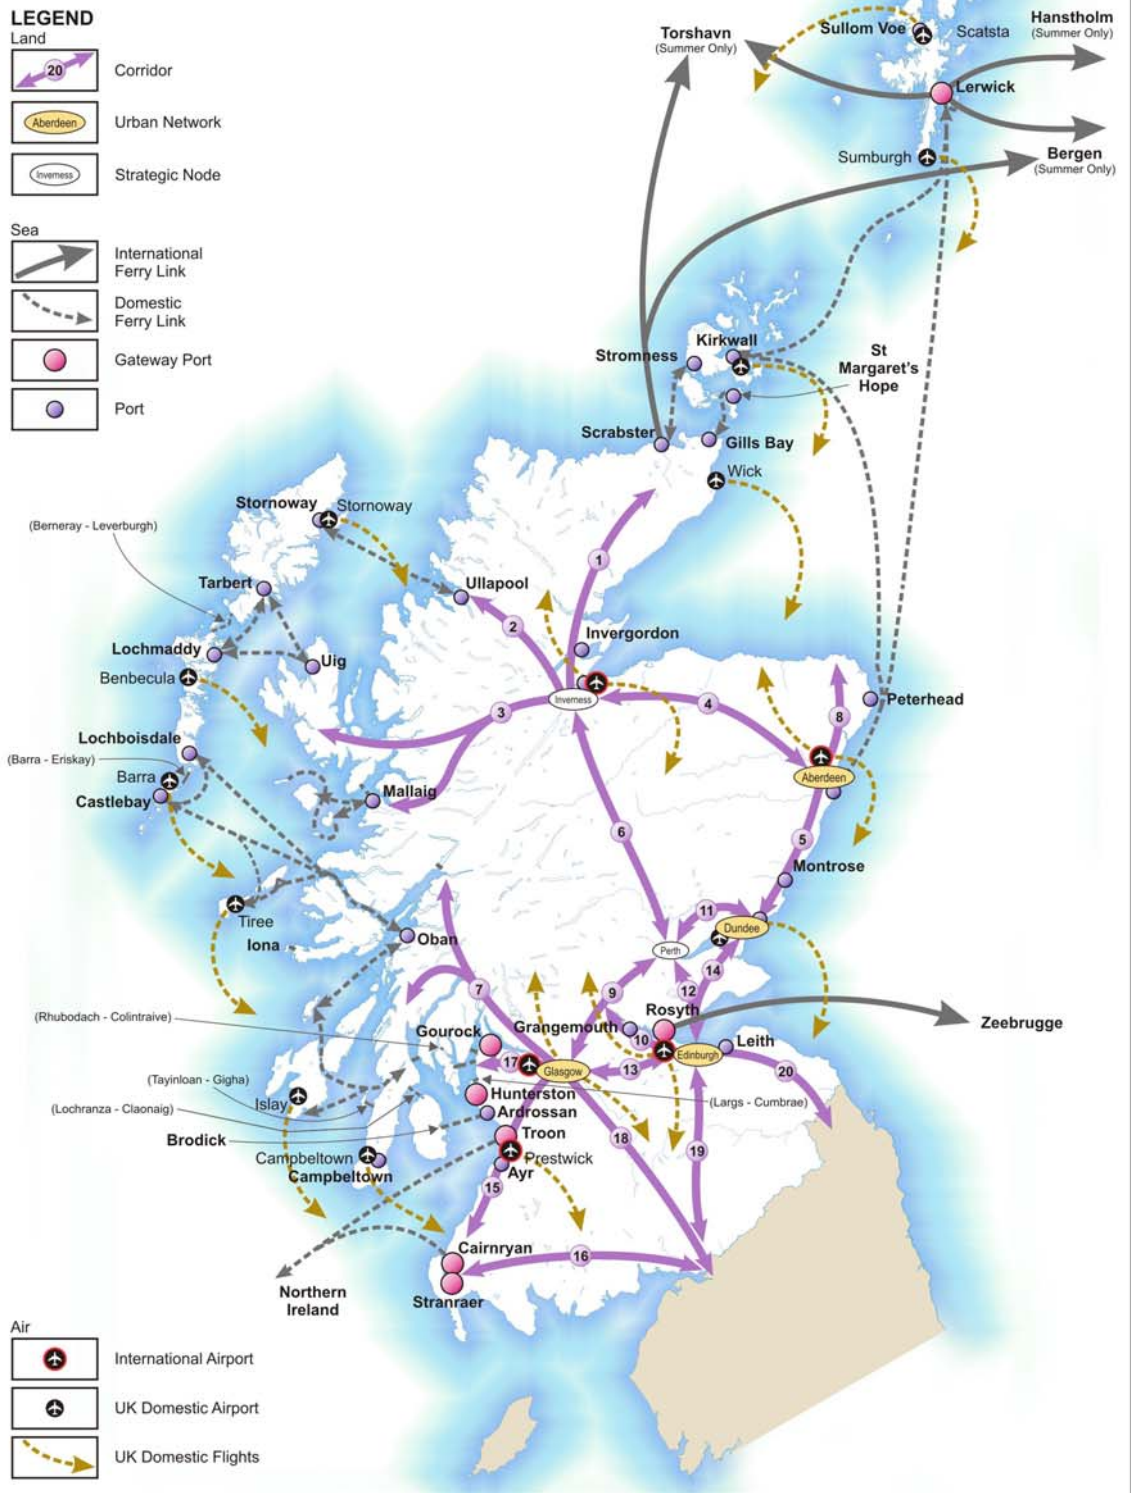 LEGEND
Land
20
Corridor
Aberdeen
Urban Network
Inverness
Strategic Node
Sea
International
Ferry Link
Domestic
Ferry Link
Gateway Port
Port
Torshavn
(Summer Only)
Sullom Voe
Scatsta
Hanstholm
(Summer Only)
Lerwick
Sumburgh
Bergen
(Summer Only)
Kirkwall
Stromness
St
Margaret's
Hope
Scrabster
Gills Bay
Wick
Stornoway
Stornoway
(Berneray - Leverburgh)
1
Tarbert
Ullapool
2
Invergordon
Lochmaddy
Uig
Benbecula
Inverness
3
4
Peterhead
8
Lochboisdale
(Barra - Eriskay)
Barra
Castlebay
Mallaig
Aberdeen
6
5
Montrose
11
Tiree
Iona
Oban
Dundee
Perth
14
7
9
12
(Rhubodach - Colintraive)
Rosyth
Gourock
Grangemouth
Zeebrugge
10
Leith
Edinburgh
17
Glasgow
13
20
(Tayinloan - Gigha)
Islay
Hunterston
(Largs - Cumbrae)
(Lochranza - Claonaig)
Ardrossan
Brodick
Troon
18
19
Campbeltown
Prestwick
Campbeltown
Ayr
15
Cairnryan
16
Northern
Ireland
Stranraer
Air
International Airport
UK Domestic Airport
UK Domestic Flights